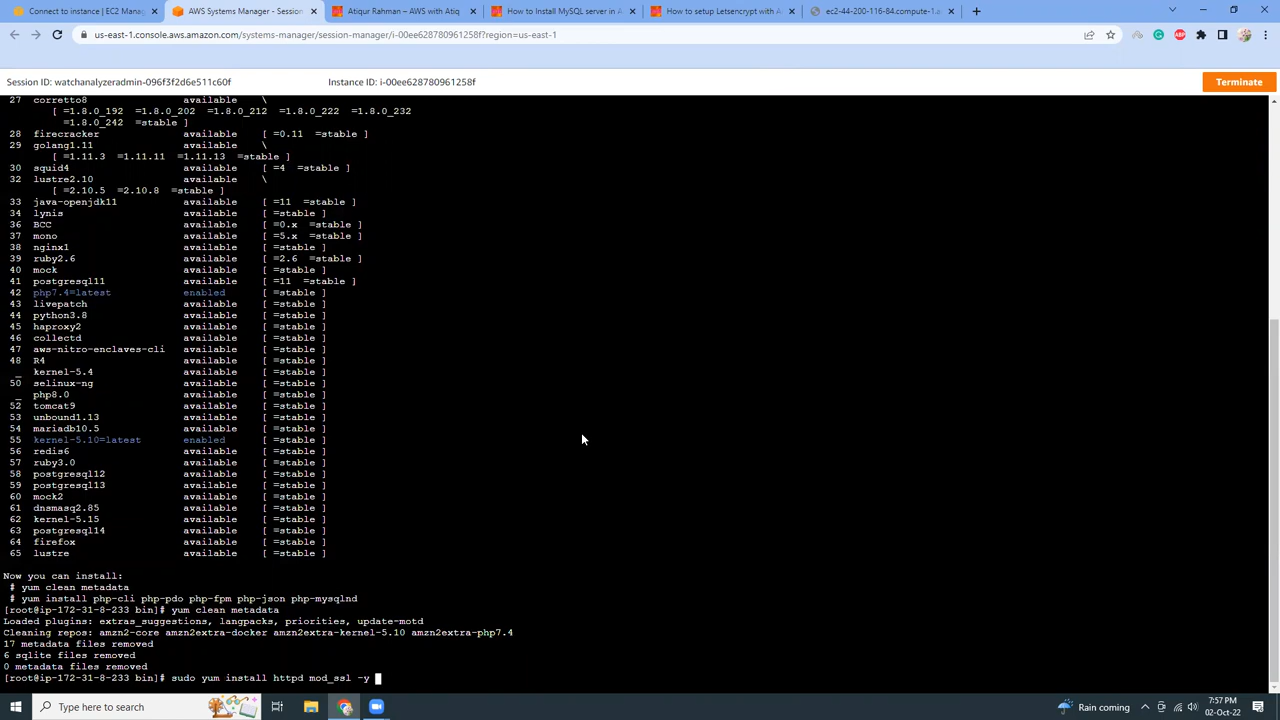 Connect to instance | EC2 Manag
AWS Systems Manager - Session
Atiqur Rahman – AWS with Atiq
How to Install MySQL server in A
How to setup Letsencrypt with A
ec2-44-200-116-84.compute-1.a
us-east-1.console.aws.amazon.com/systems-manager/session-manager/i-00ee628780961258f?region=us-east-1
Session ID: watchanalyzeradmin-096f3f2d6e511c60f
Instance ID: i-00ee628780961258f
Terminate
27 corretto8 available \
[ =1.8.0_192 =1.8.0_202 =1.8.0_212 =1.8.0_222 =1.8.0_232
=1.8.0_242 =stable ]
28 firecracker available [ =0.11 =stable ]
29 golang1.11 available \
[ =1.11.3 =1.11.11 =1.11.13 =stable ]
30 squid4 available [ =4 =stable ]
32 lustre2.10 available \
[ =2.10.5 =2.10.8 =stable ]
33 java-openjdk11 available [ =11 =stable ]
34 lynis available [ =stable ]
36 BCC available [ =0.x =stable ]
37 mono available [ =5.x =stable ]
38 nginx1 available [ =stable ]
39 ruby2.6 available [ =2.6 =stable ]
40 mock available [ =stable ]
41 postgresql11 available [ =11 =stable ]
42 php7.4=latest enabled [ =stable ]
43 livepatch available [ =stable ]
44 python3.8 available [ =stable ]
45 haproxy2 available [ =stable ]
46 collectd available [ =stable ]
47 aws-nitro-enclaves-cli available [ =stable ]
48 R4 available [ =stable ]
_ kernel-5.4 available [ =stable ]
50 selinux-ng available [ =stable ]
_ php8.0 available [ =stable ]
52 tomcat9 available [ =stable ]
53 unbound1.13 available [ =stable ]
54 mariadb10.5 available [ =stable ]
55 kernel-5.10=latest enabled [ =stable ]
56 redis6 available [ =stable ]
57 ruby3.0 available [ =stable ]
58 postgresql12 available [ =stable ]
59 postgresql13 available [ =stable ]
60 mock2 available [ =stable ]
61 dnsmasq2.85 available [ =stable ]
62 kernel-5.15 available [ =stable ]
63 postgresql14 available [ =stable ]
64 firefox available [ =stable ]
65 lustre available [ =stable ]
Now you can install:
# yum clean metadata
# yum install php-cli php-pdo php-fpm php-json php-mysqlnd
[root@ip-172-31-8-233 bin]# yum clean metadata
Loaded plugins: extras_suggestions, langpacks, priorities, update-motd
Cleaning repos: amzn2-core amzn2extra-docker amzn2extra-kernel-5.10 amzn2extra-php7.4
17 metadata files removed
6 sqlite files removed
0 metadata files removed
[root@ip-172-31-8-233 bin]# sudo yum install httpd mod_ssl -y
Type here to search
Rain coming
7:57 PM
02-Oct-22